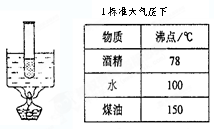 1标准大气压下
物质 沸点/℃
酒精 78
水 100
煤油 150